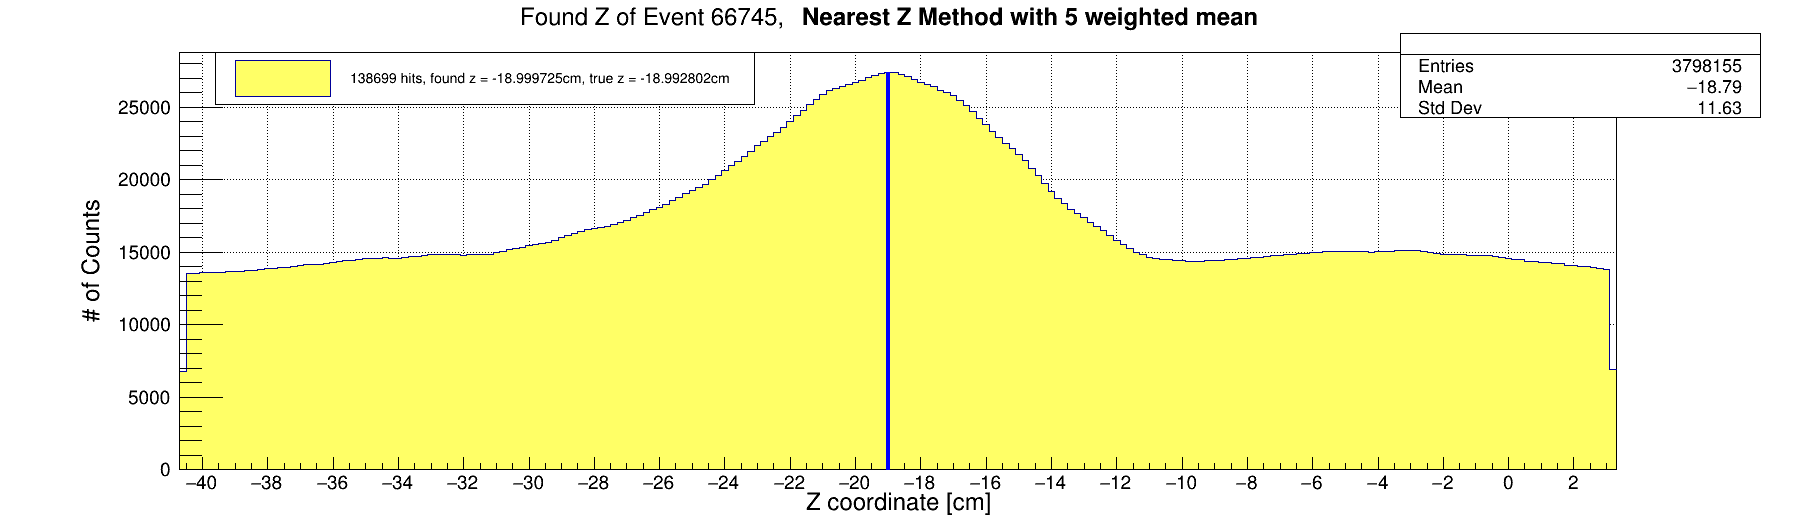 Found Z of Event 66745, Nearest Z Method with 5 weighted mean
138699 hits, found z = -18.999725cm, true z = -18.992802cm
Entries 3798155
Mean −18.79
Std Dev 11.63
# of Counts
25000
20000
15000
10000
5000
0
−40 −38 −36 −34 −32 −30 −28 −26 −24 −22 −20 −18 −16 −14 −12 −10 −8 −6 −4 −2 0 2
Z coordinate [cm]